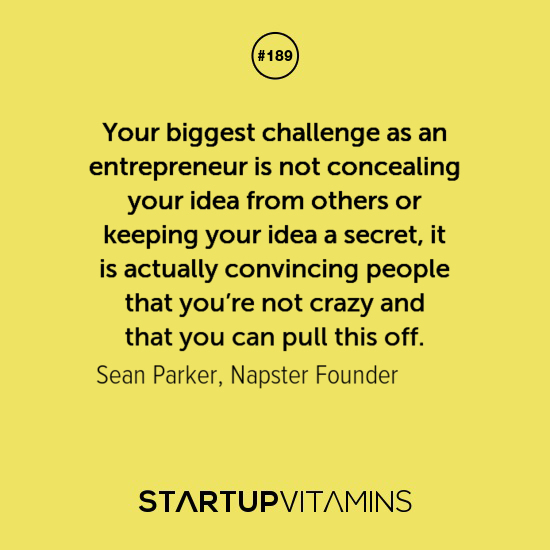 #189
Your biggest challenge as an
entrepreneur is not concealing
your idea from others or
keeping your idea a secret, it
is actually convincing people
that you’re not crazy and
that you can pull this off.
Sean Parker, Napster Founder
STARTUPVITAMINS